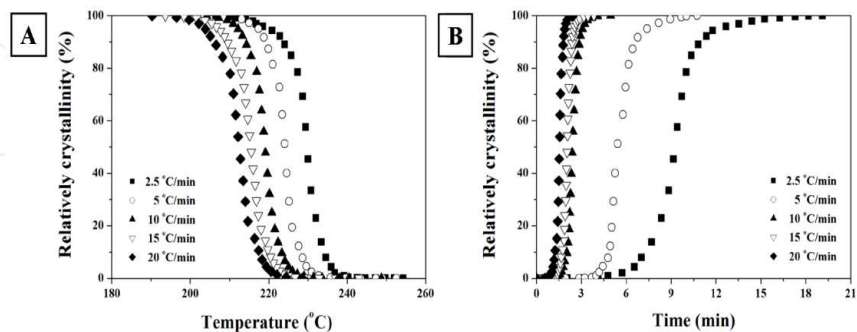 A
Relatively crystallinity (%)
100
80
60
40
20
0
2.5 °C/min
5 °C/min
10 °C/min
15 °C/min
20 °C/min
180 200 220 240 260
Temperature (°C)
B
Relatively crystallinity (%)
100
80
60
40
20
0
2.5 °C/min
5 °C/min
10 °C/min
15 °C/min
20 °C/min
0 3 6 9 12 15 18 21
Time (min)